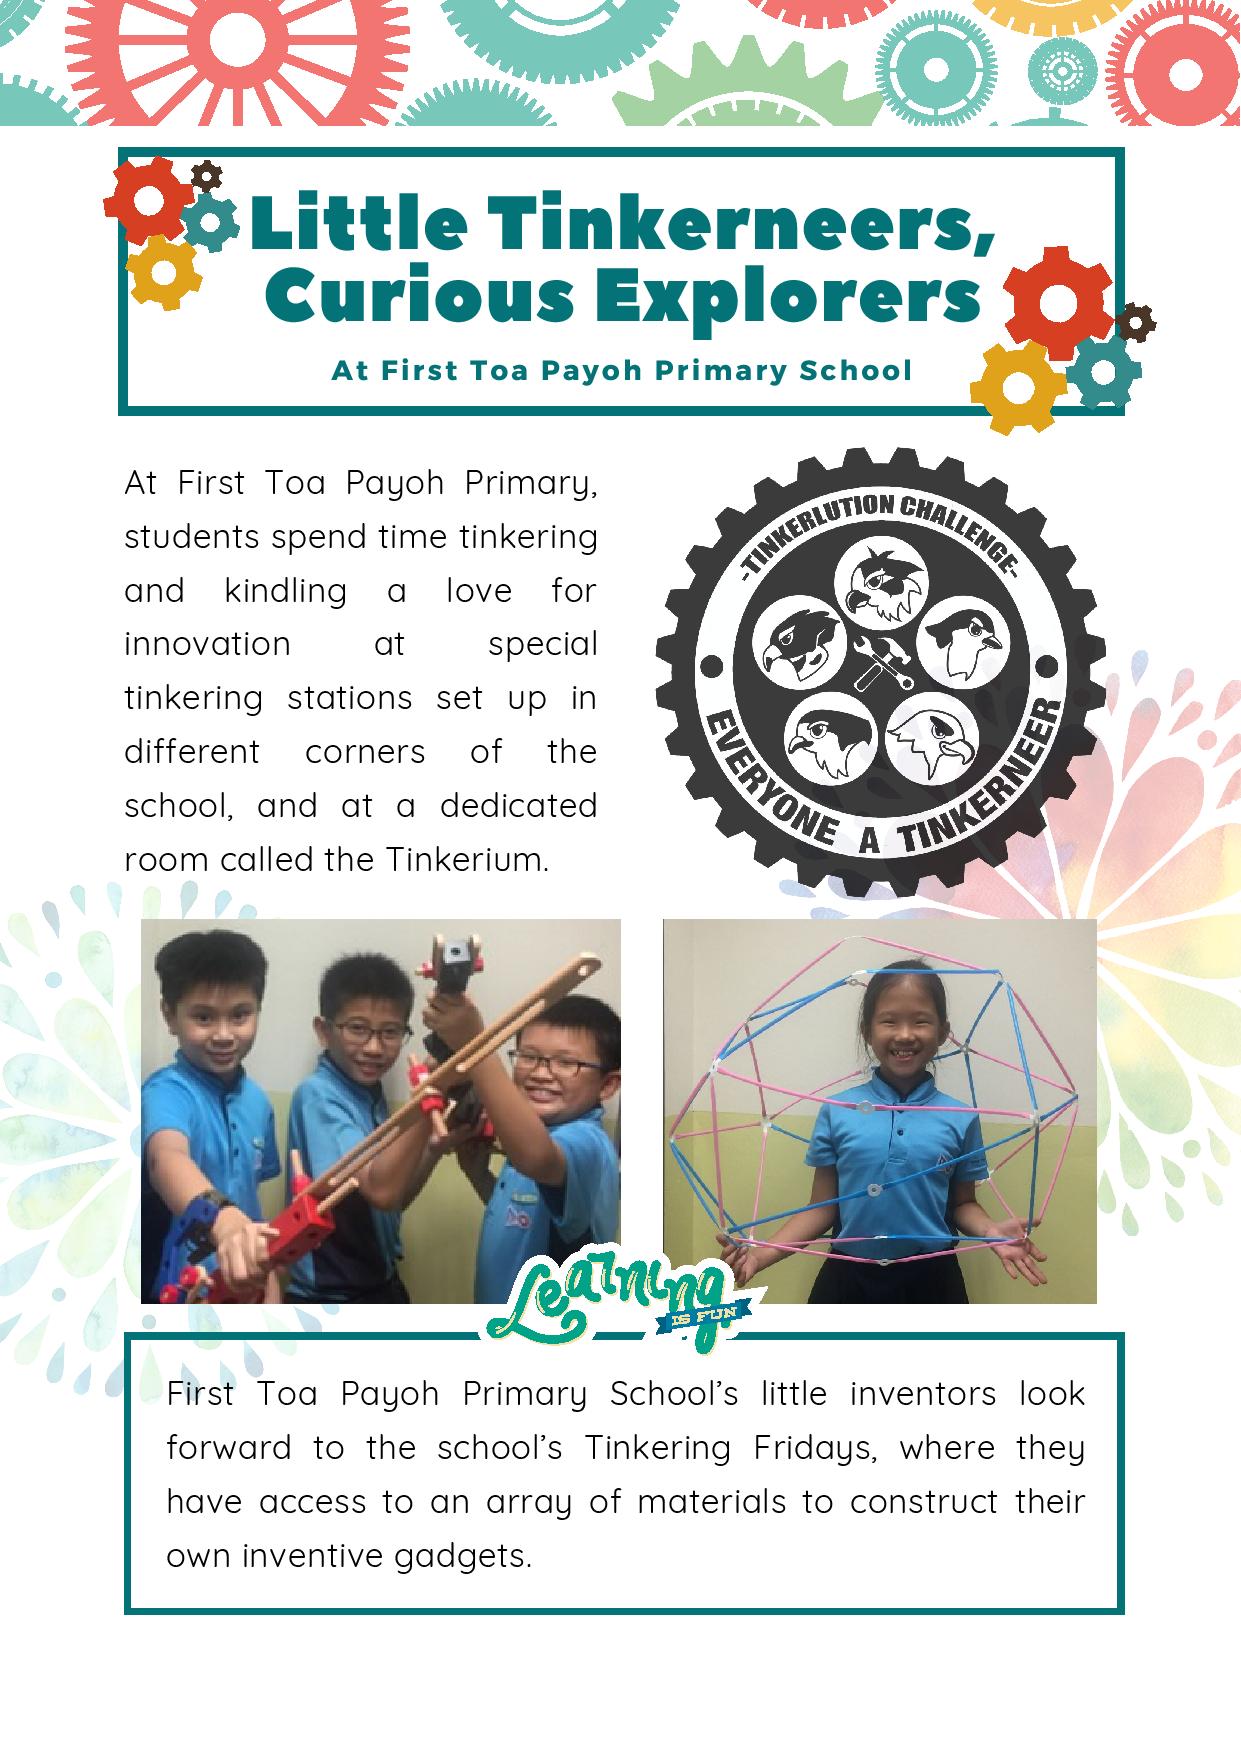 Little Tinkerneers,
Curious Explorers
At First Toa Payoh Primary School
At First Toa Payoh Primary,
students spend time tinkering
and kindling a love for
innovation at special
tinkering stations set up in
different corners of the
school, and at a dedicated
room called the Tinkerium.
-TINKERLUTION CHALLENGE-
EVERYONE A TINKERNEER
Learning
IS FUN
First Toa Payoh Primary School’s little inventors look
forward to the school’s Tinkering Fridays, where they
have access to an array of materials to construct their
own inventive gadgets.